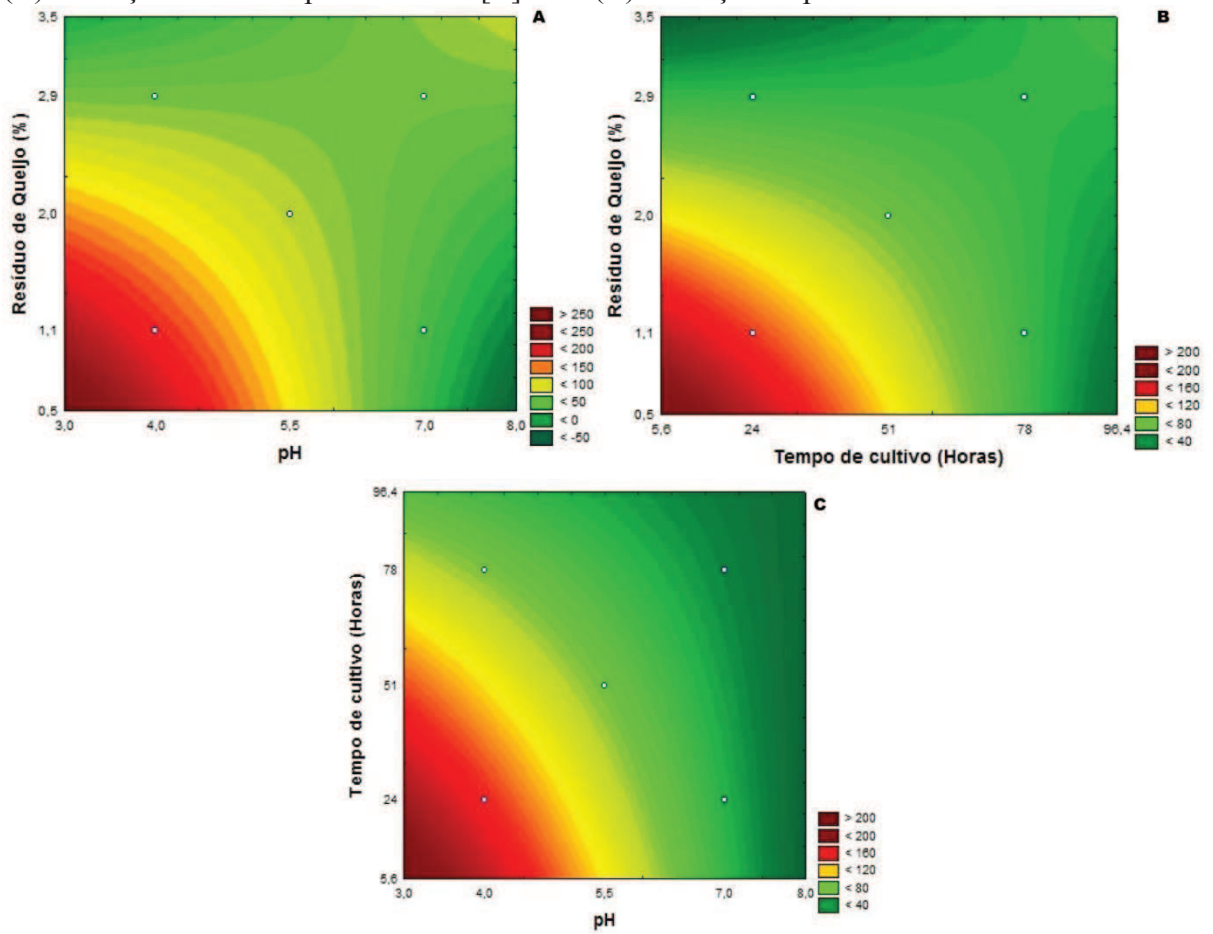 A
3,5
2,9
2,0
1,1
0,5
Resíduo de Queijo (%)
3,0 4,0 5,5 7,0 8,0
pH
> 250
< 250
< 200
< 150
< 100
< 50
< 0
< -50
B
3,5
2,9
2,0
1,1
0,5
Resíduo de Queijo (%)
5,6 24 51 78 96,4
Tempo de cultivo (Horas)
> 200
< 200
< 160
< 120
< 80
< 40
C
96,4
78
51
24
5,6
Tempo de cultivo (Horas)
3,0 4,0 5,5 7,0 8,0
pH
> 200
< 200
< 160
< 120
< 80
< 40